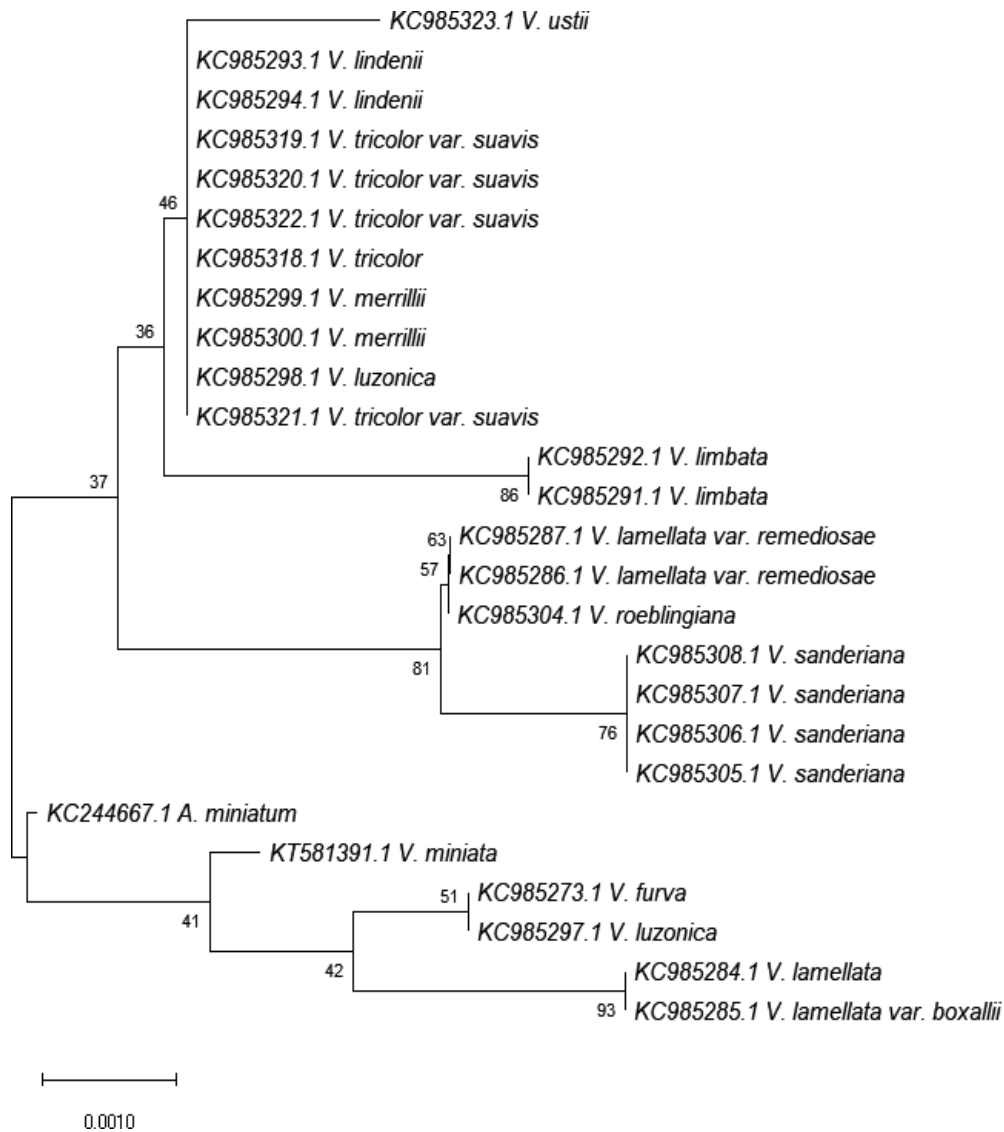 KC985323.1 V. ustii
KC985293.1 V. lindenii
KC985294.1 V. lindenii
KC985319.1 V. tricolor var. suavis
KC985320.1 V. tricolor var. suavis
46
KC985322.1 V. tricolor var. suavis
KC985318.1 V. tricolor
KC985299.1 V. merrillii
36
KC985300.1 V. merrillii
KC985298.1 V. luzonica
KC985321.1 V. tricolor var. suavis
KC985292.1 V. limbata
37
86
KC985291.1 V. limbata
63
KC985287.1 V. lamellata var. remediosae
57
KC985286.1 V. lamellata var. remediosae
KC985304.1 V. roeblingiana
81
KC985308.1 V. sanderiana
KC985307.1 V. sanderiana
76
KC985306.1 V. sanderiana
KC985305.1 V. sanderiana
KC244667.1 A. miniatum
KT581391.1 V. miniata
51
KC985273.1 V. furva
41
KC985297.1 V. luzonica
42
KC985284.1 V. lamellata
93
KC985285.1 V. lamellata var. boxallii
0.0010